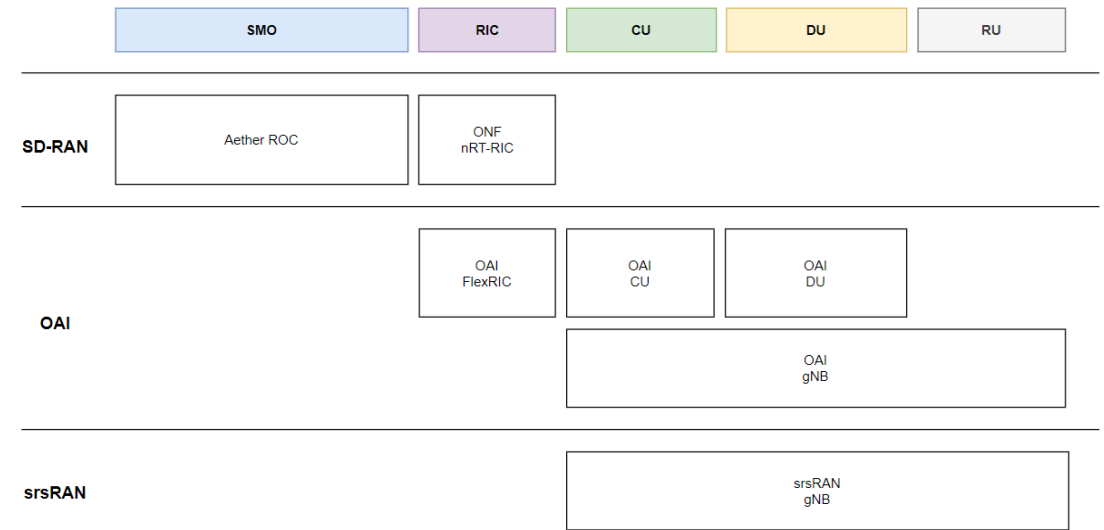 SMO
RIC
CU
DU
RU
SD-RAN
Aether ROC
ONF
nRT-RIC
OAI
OAI
FlexRIC
OAI
CU
OAI
DU
OAI
gNB
srsRAN
srsRAN
gNB